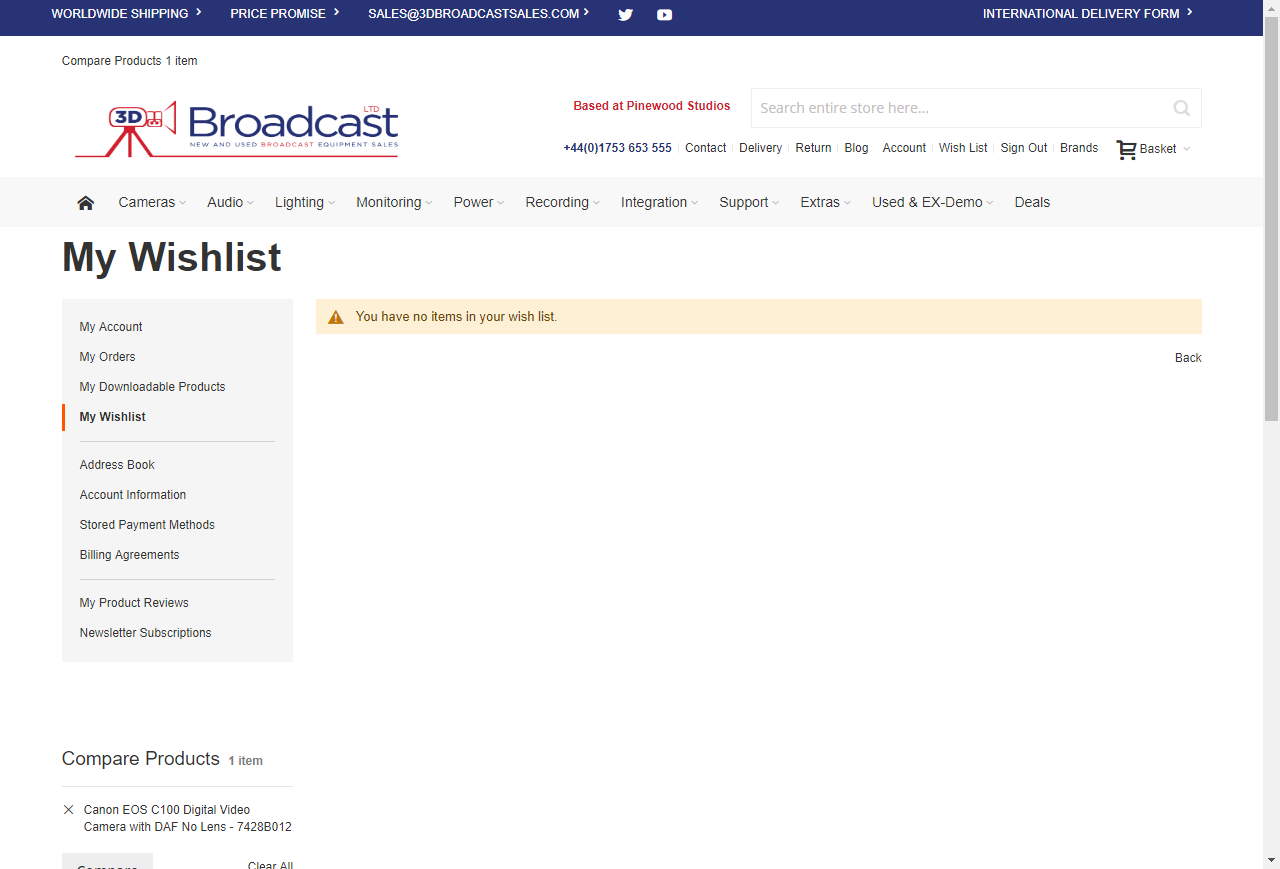 WORLDWIDE SHIPPING
PRICE PROMISE
SALES@3DBROADCASTSALES.COM
INTERNATIONAL DELIVERY FORM
Compare Products 1 item
3D Broadcast LTD
NEW AND USED BROADCAST EQUIPMENT SALES
Based at Pinewood Studios
Search entire store here...
+44(0)1753 653 555
Contact
Delivery
Return
Blog
Account
Wish List
Sign Out
Brands
Basket
Cameras
Audio
Lighting
Monitoring
Power
Recording
Integration
Support
Extras
Used & EX-Demo
Deals
My Wishlist
My Account
My Orders
My Downloadable Products
My Wishlist
Address Book
Account Information
Stored Payment Methods
Billing Agreements
My Product Reviews
Newsletter Subscriptions
You have no items in your wish list.
Back
Compare Products 1 item
Canon EOS C100 Digital Video
Camera with DAF No Lens - 7428B012
Compare
Clear All